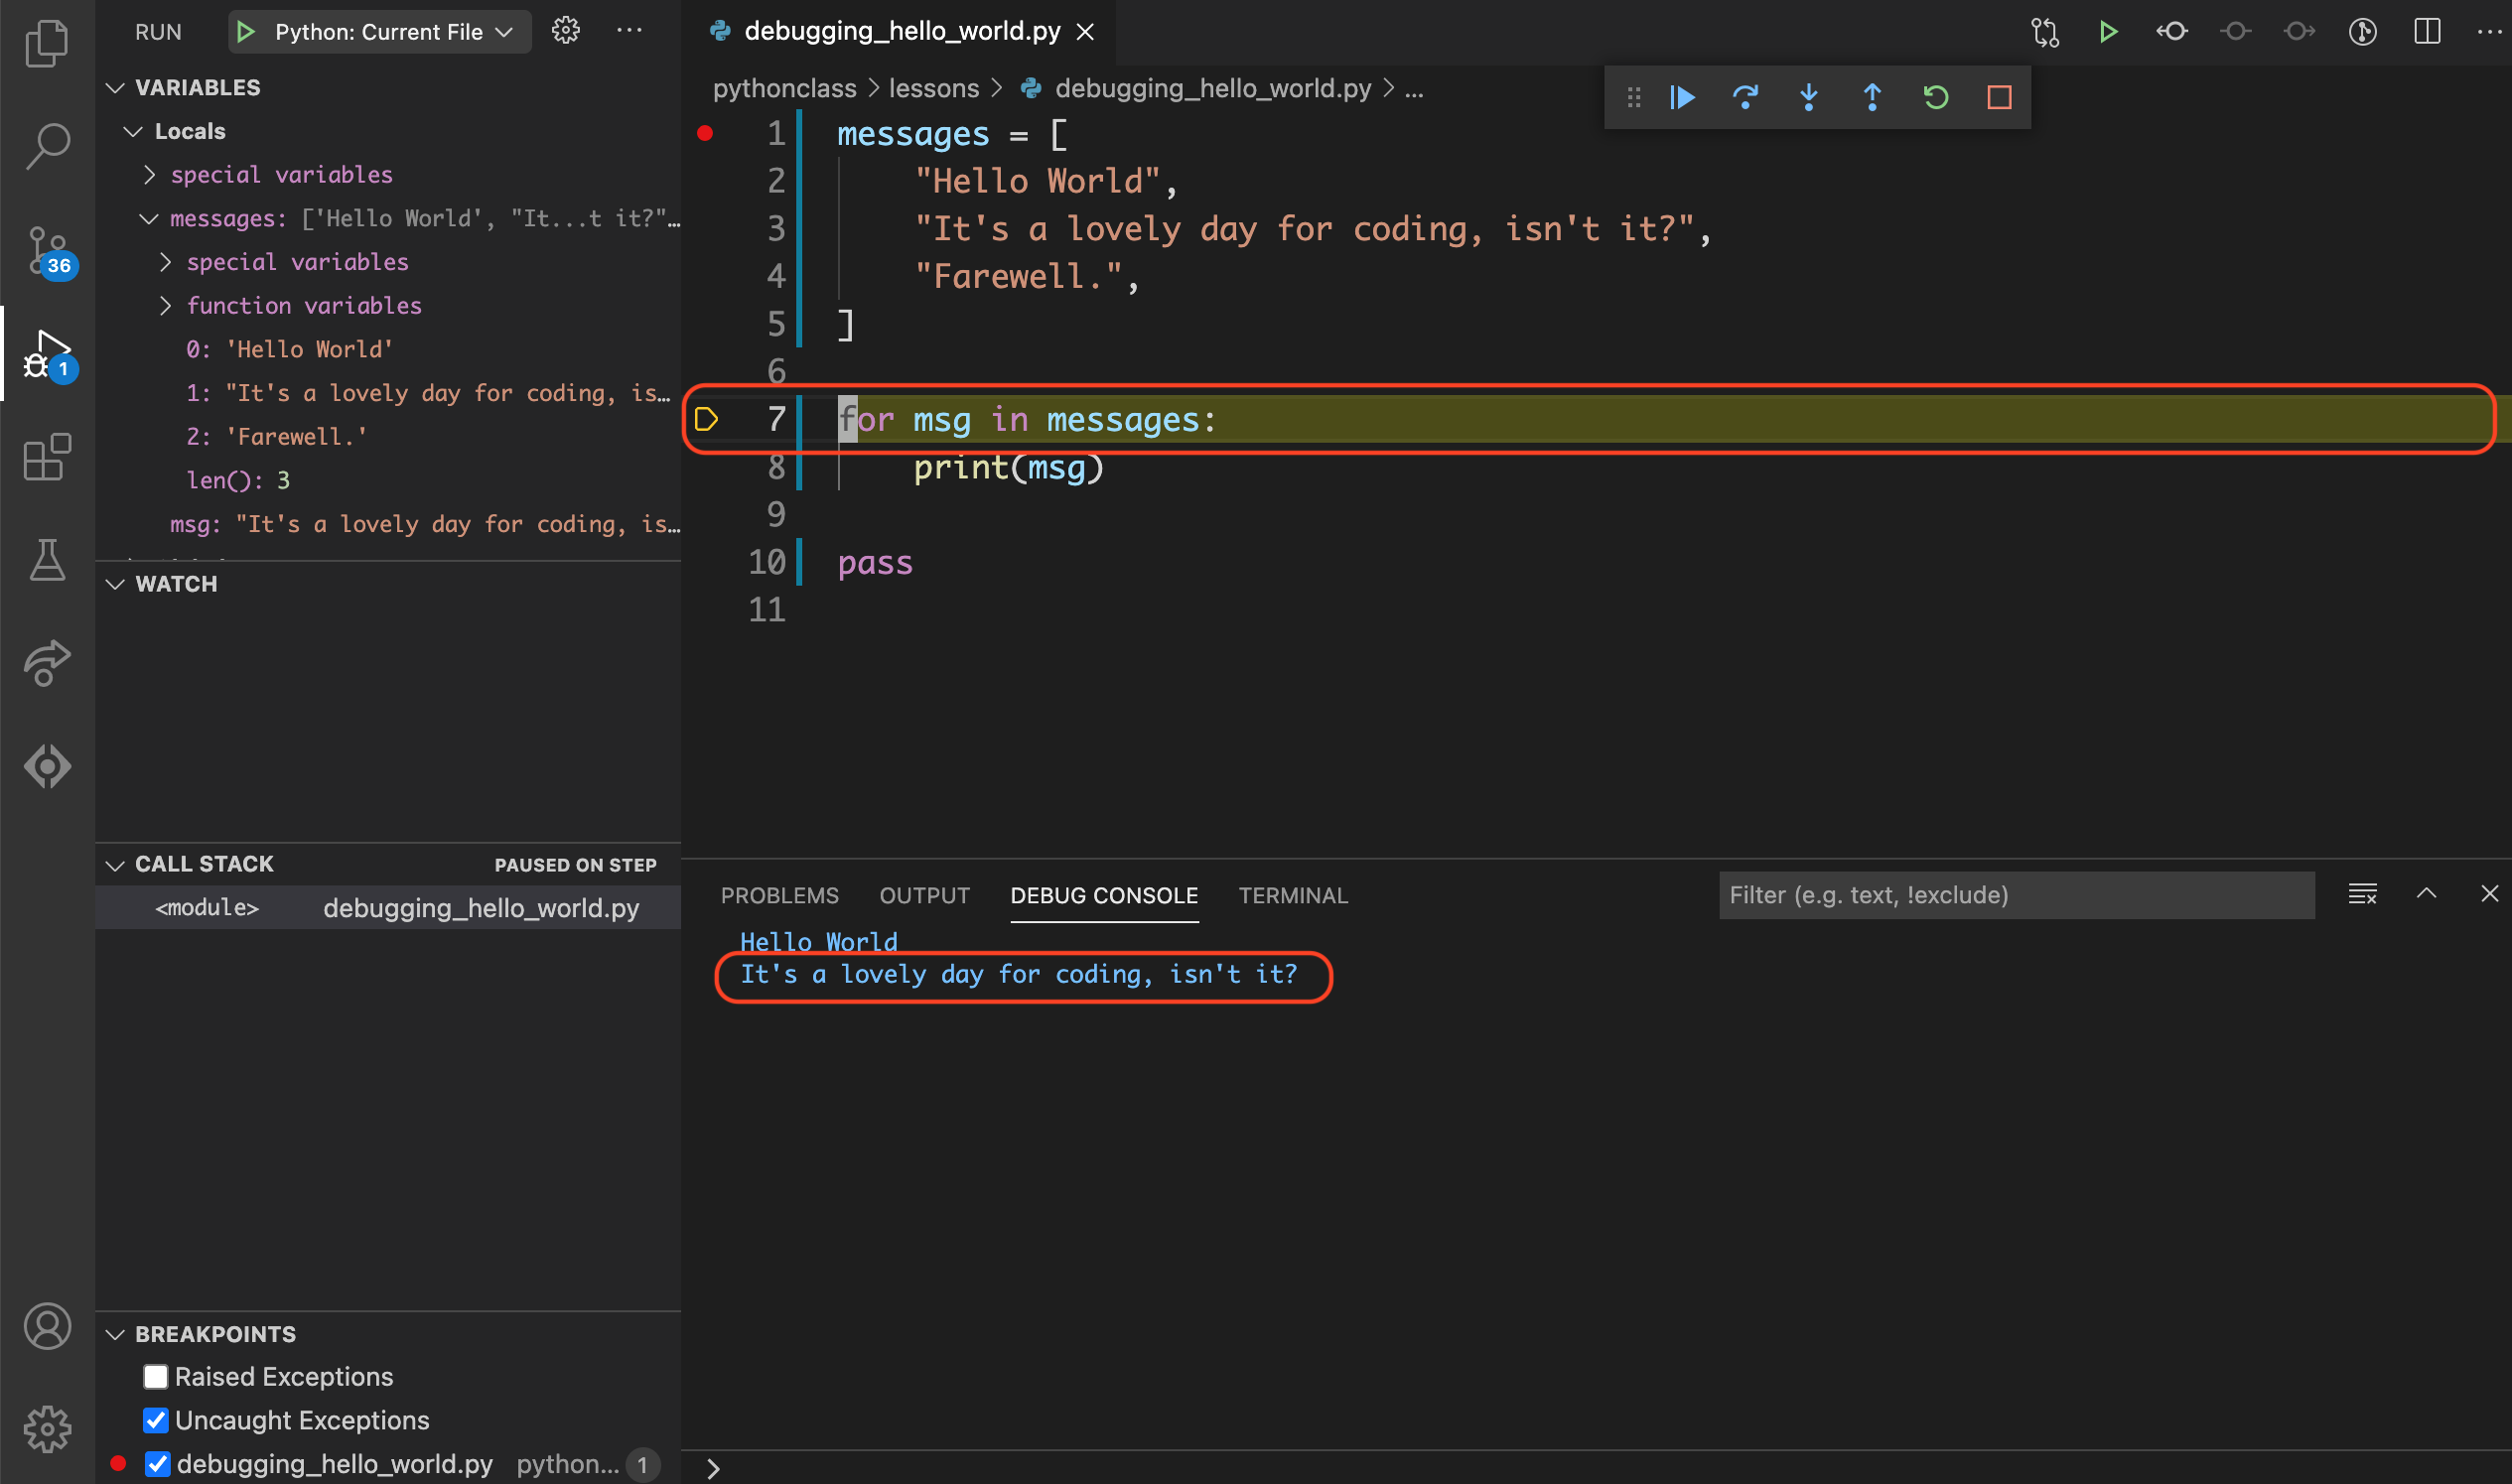 RUN
Python: Current File
VARIABLES
Locals
special variables
messages: ['Hello World', "It...t it?"…
special variables
function variables
0: 'Hello World'
1: "It's a lovely day for coding, is…
2: 'Farewell.'
len(): 3
msg: "It's a lovely day for coding, is…
WATCH
CALL STACK
PAUSED ON STEP
<module> debugging_hello_world.py
BREAKPOINTS
Raised Exceptions
Uncaught Exceptions
debugging_hello_world.py python... 1
36
1
debugging_hello_world.py
pythonclass > lessons > debugging_hello_world.py > ...
1 messages = [
2     "Hello World",
3     "It's a lovely day for coding, isn't it?",
4     "Farewell.",
5 ]
6
7 for msg in messages:
8     print(msg)
9
10 pass
11
PROBLEMS OUTPUT DEBUG CONSOLE TERMINAL
Filter (e.g. text, !exclude)
Hello World
It's a lovely day for coding, isn't it?